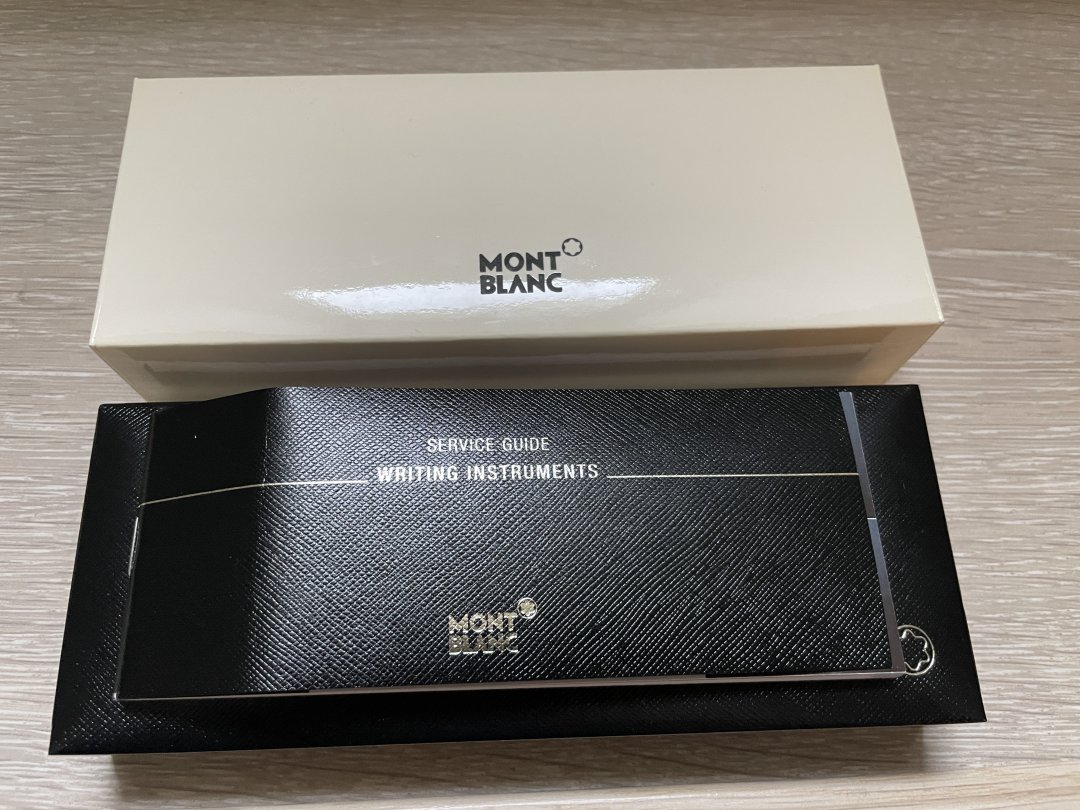 MONT
BLANC
SERVICE GUIDE
WRITING INSTRUMENTS
MONT
BLANC